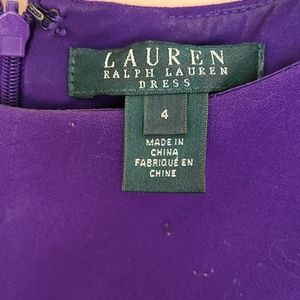 LAUREN
RALPH LAUREN
DRESS
4
MADE IN
CHINA
FABRIQUÉ EN
CHINE